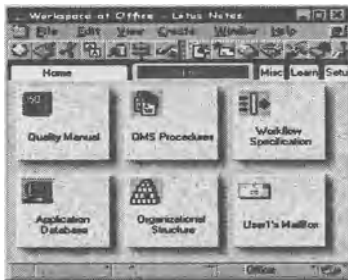 Workspace at Office - Lotus Notes
File Edit View Create Window Help
Home
Misc
Learn
Setu
Quality Manual
QMS Procedures
Workflow
Specification
Application
Database
Organizational
Structure
User1's Mailbox
Office